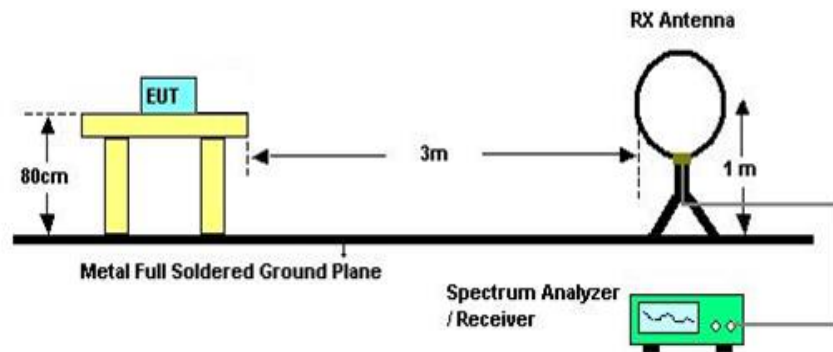 RX Antenna
EUT
3m
80cm
1 m
Metal Full Soldered Ground Plane
Spectrum Analyzer
/ Receiver